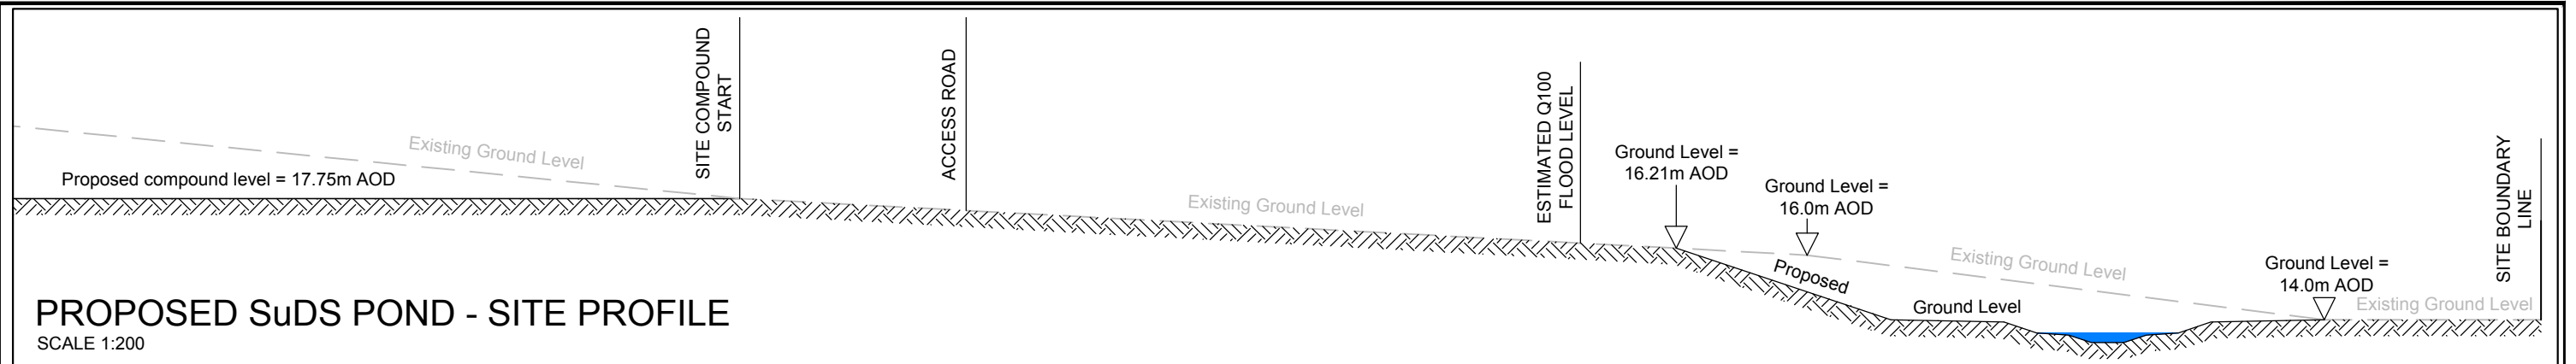 SITE COMPOUND
START
ACCESS ROAD
ESTIMATED Q100
FLOOD LEVEL
SITE BOUNDARY
LINE
Existing Ground Level
Proposed compound level = 17.75m AOD
Existing Ground Level
Ground Level =
16.21m AOD
Ground Level =
16.0m AOD
Existing Ground Level
Ground Level =
14.0m AOD
Existing Ground Level
Proposed
Ground Level
PROPOSED SuDS POND - SITE PROFILE
SCALE 1:200